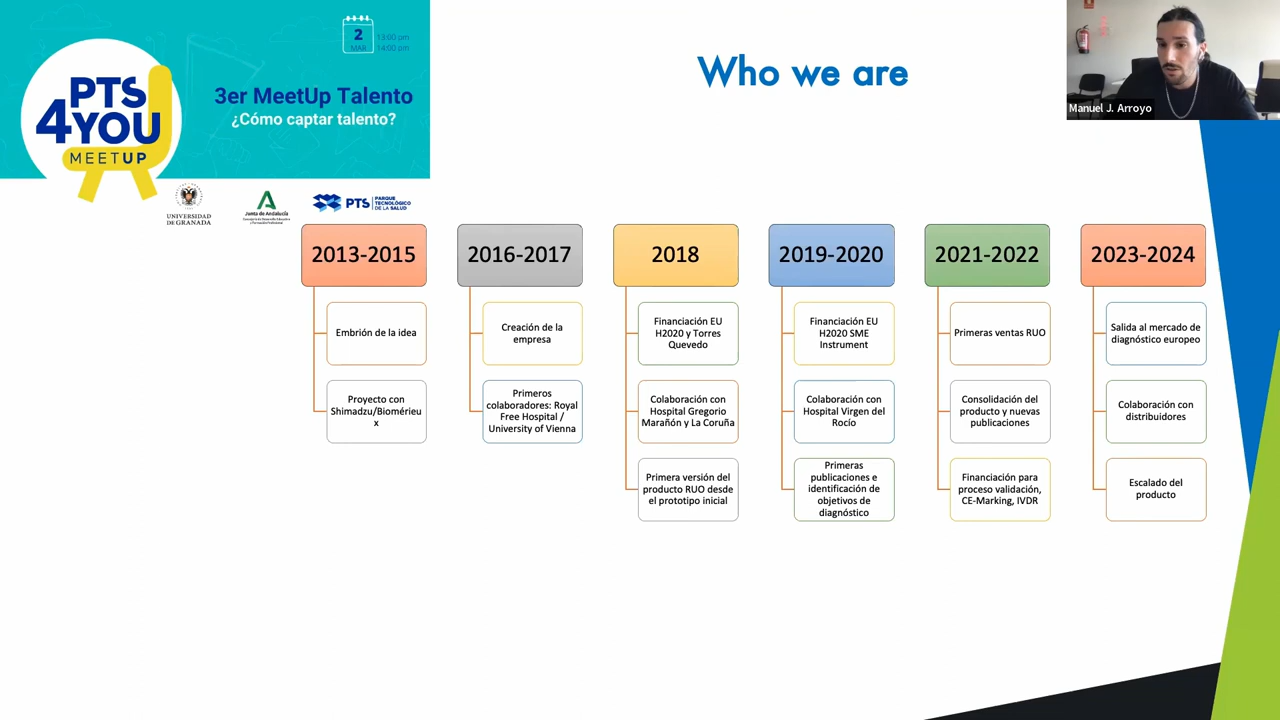 2
MAR
13:00 pm
14:00 pm
PTS
4YOU
MEETUP
3er MeetUp Talento
¿Cómo captar talento?
UNIVERSIDAD
DE GRANADA
Junta de Andalucía
PTS
PARQUE
TECNOLÓGICO
DE LA SALUD
Who we are
Manuel J. Arroyo
2013-2015
Embrión de la idea
Proyecto con
Shimadzu/Biomérieu
x
2016-2017
Creación de la
empresa
Primeros
colaboradores: Royal
Free Hospital /
University of Vienna
2018
Financiación EU
H2020 y Torres
Quevedo
Colaboración con
Hospital Gregorio
Marañón y La Coruña
Primera versión del
producto RUO desde
el prototipo inicial
2019-2020
Financiación EU
H2020 SME
Instrument
Colaboración con
Hospital Virgen del
Rocío
Primeras
publicaciones e
identificación de
objetivos de
diagnóstico
2021-2022
Primeras ventas RUO
Consolidación del
producto y nuevas
publicaciones
Financiación para
proceso validación,
CE-Marking, IVDR
2023-2024
Salida al mercado de
diagnóstico europeo
Colaboración con
distribuidores
Escalado del
producto